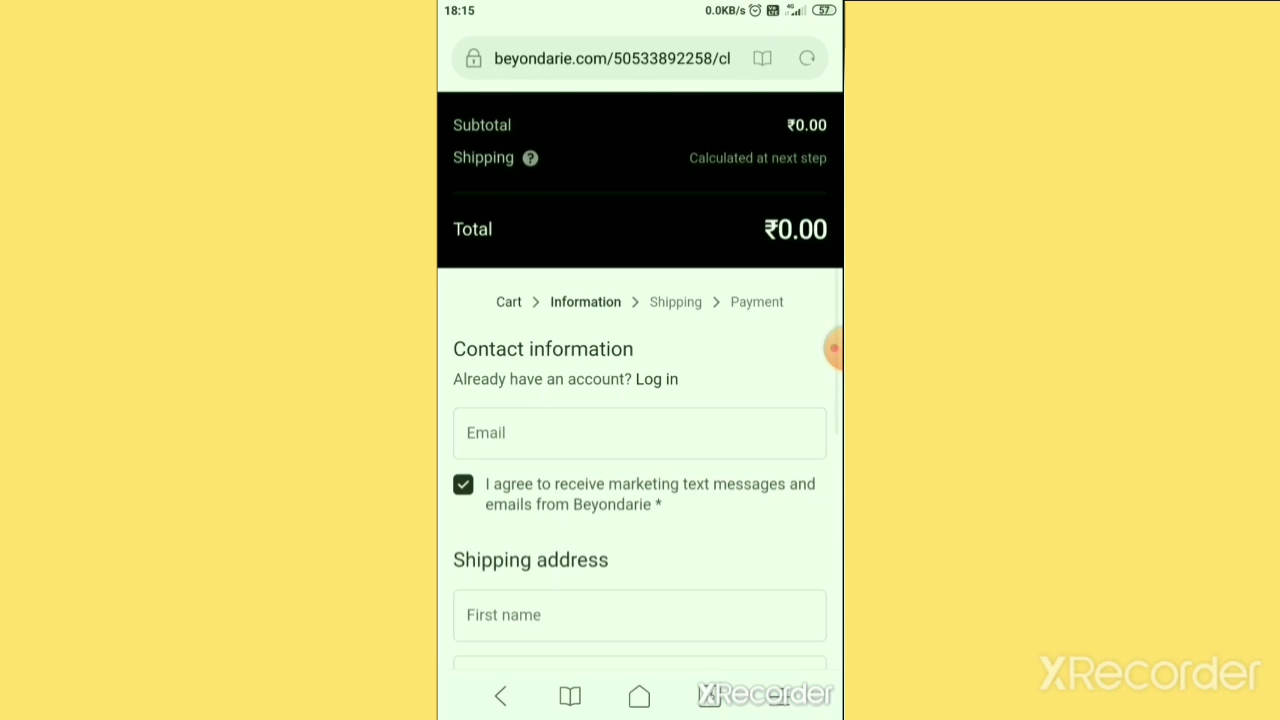 18:15
0.0KB/s
4G
57
beyondarie.com/50533892258/cl
Subtotal ₹0.00
Shipping ? Calculated at next step
Total ₹0.00
Cart > Information > Shipping > Payment
Contact information
Already have an account? Log in
Email
I agree to receive marketing text messages and
emails from Beyondarie *
Shipping address
First name
XRecorder
XRecorder